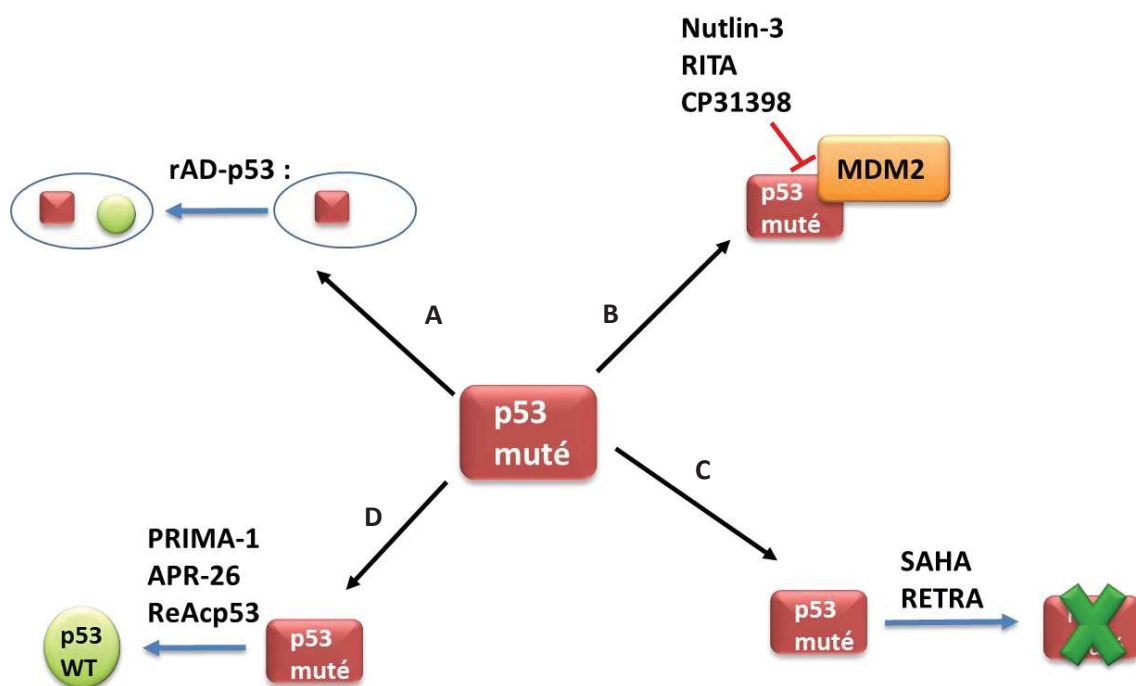 Nutlin-3
RITA
CP31398
rAD-p53 :
MDM2
p53
muté
A
B
p53
muté
C
D
PRIMA-1
APR-26
ReAcp53
SAHA
RETRA
p53
WT
p53
muté
p53
muté